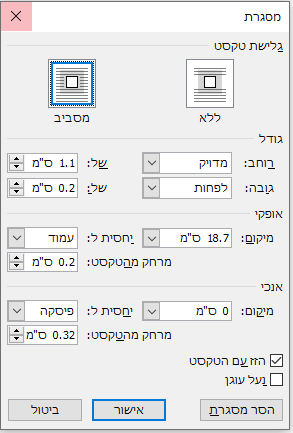 מסגרת
גלישת טקסט
ללא מסביב
גודל
רוחב: מדויק של: 1.1 ס"מ
גובה: לפחות של: 0.2 ס"מ
אופקי
מיקום: 18.7 ס"מ יחסית ל: עמוד
מרחק מהטקסט: 0.2 ס"מ
אנכי
מיקום: 0 ס"מ יחסית ל: פיסקה
מרחק מהטקסט: 0.32 ס"מ
הזז עם הטקסט
נעל עוגן
הסר מסגרת אישור ביטול